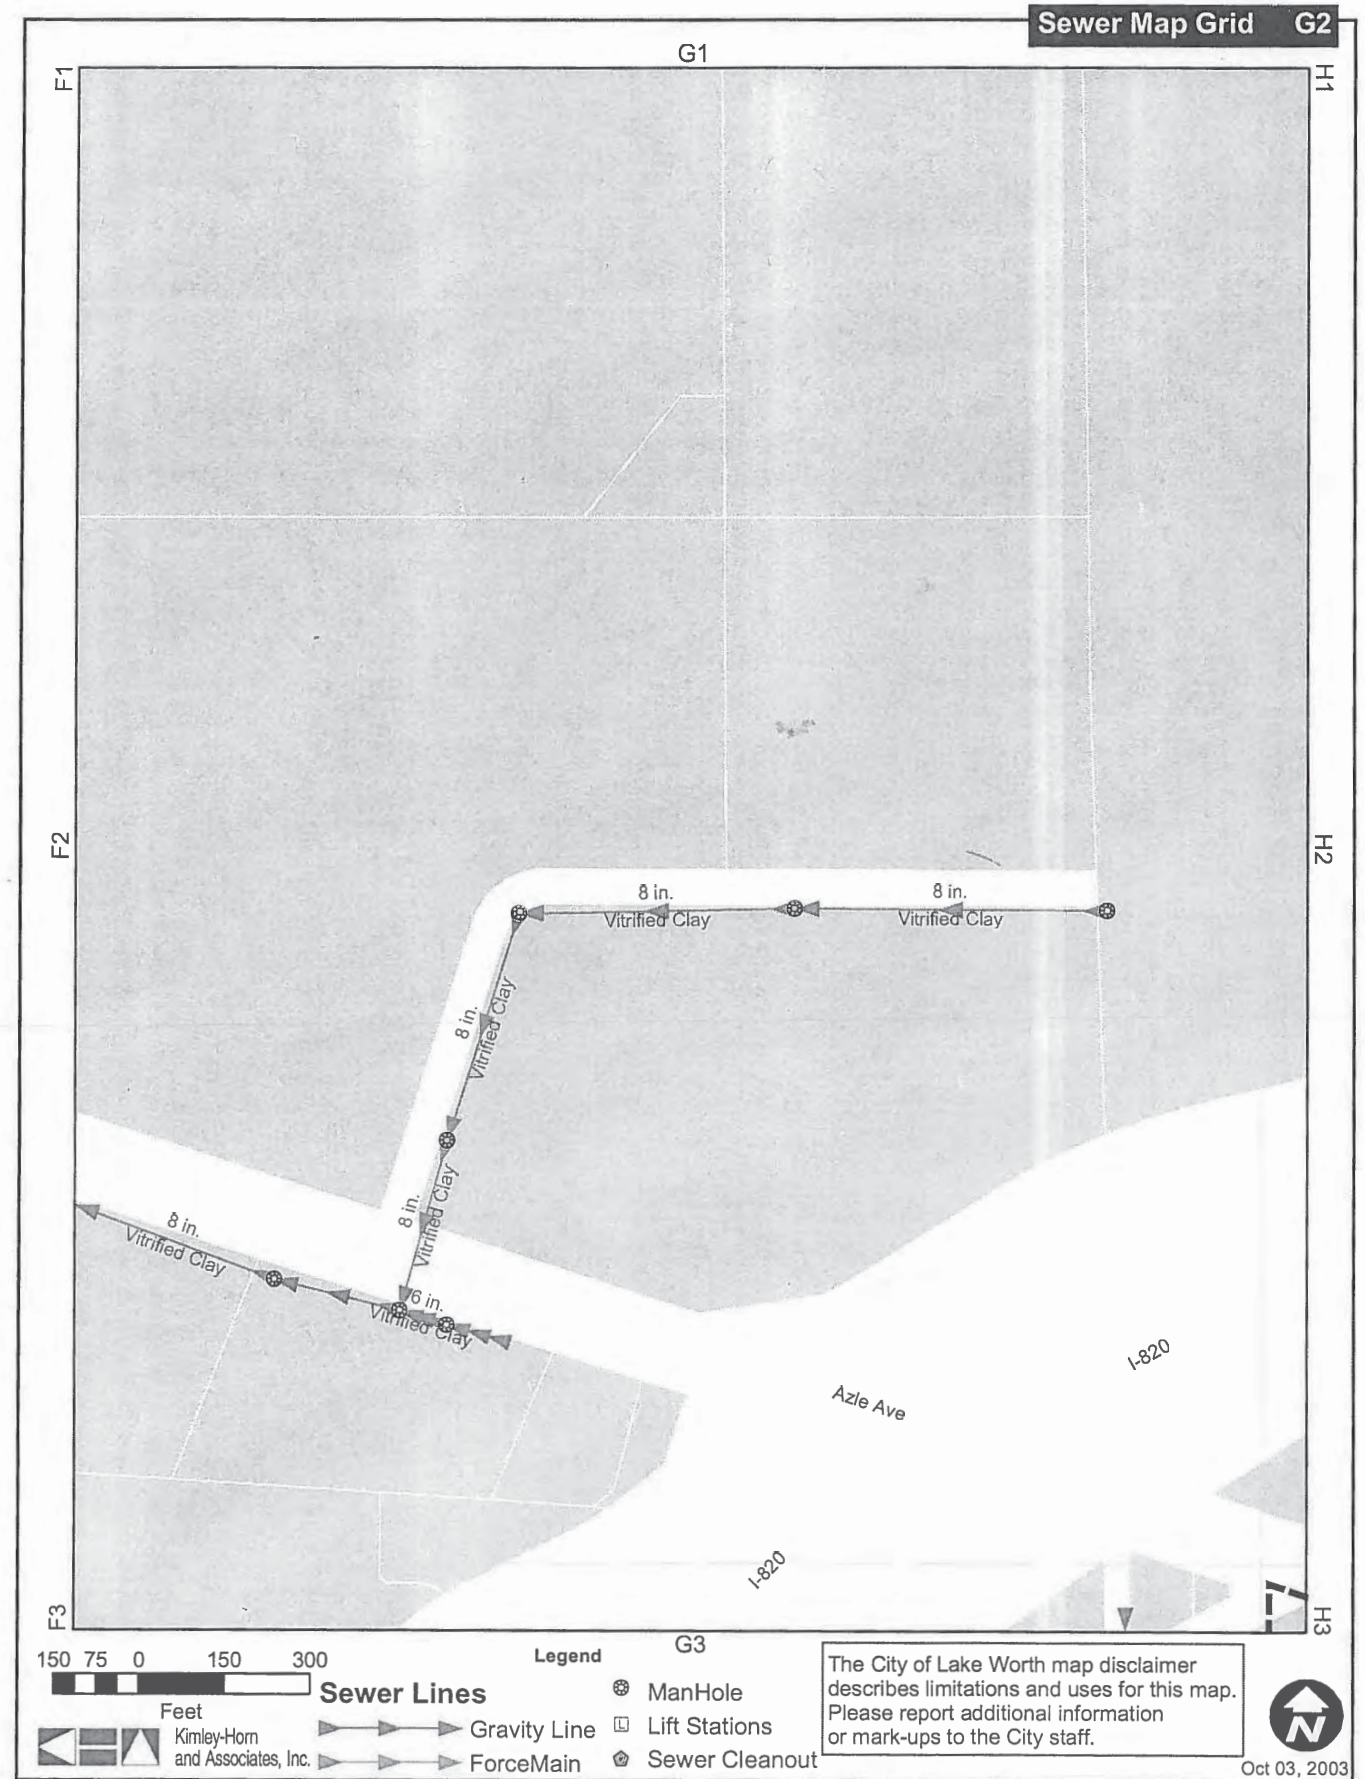 Sewer Map Grid G2
G1
F1
H1
F2
H2
8 in.
Vitrified Clay
8 in.
Vitrified Clay
8 in.
Vitrified Clay
8 in.
Vitrified Clay
8 in.
Vitrified Clay
6 in.
Vitrified Clay
I-820
Azle Ave
I-820
F3
H3
G3
150 75 0 150 300
Feet
Kimley-Horn
and Associates, Inc.
Legend
Sewer Lines
Gravity Line
ForceMain
ManHole
L Lift Stations
Sewer Cleanout
The City of Lake Worth map disclaimer
describes limitations and uses for this map.
Please report additional information
or mark-ups to the City staff.
N
Oct 03, 2003